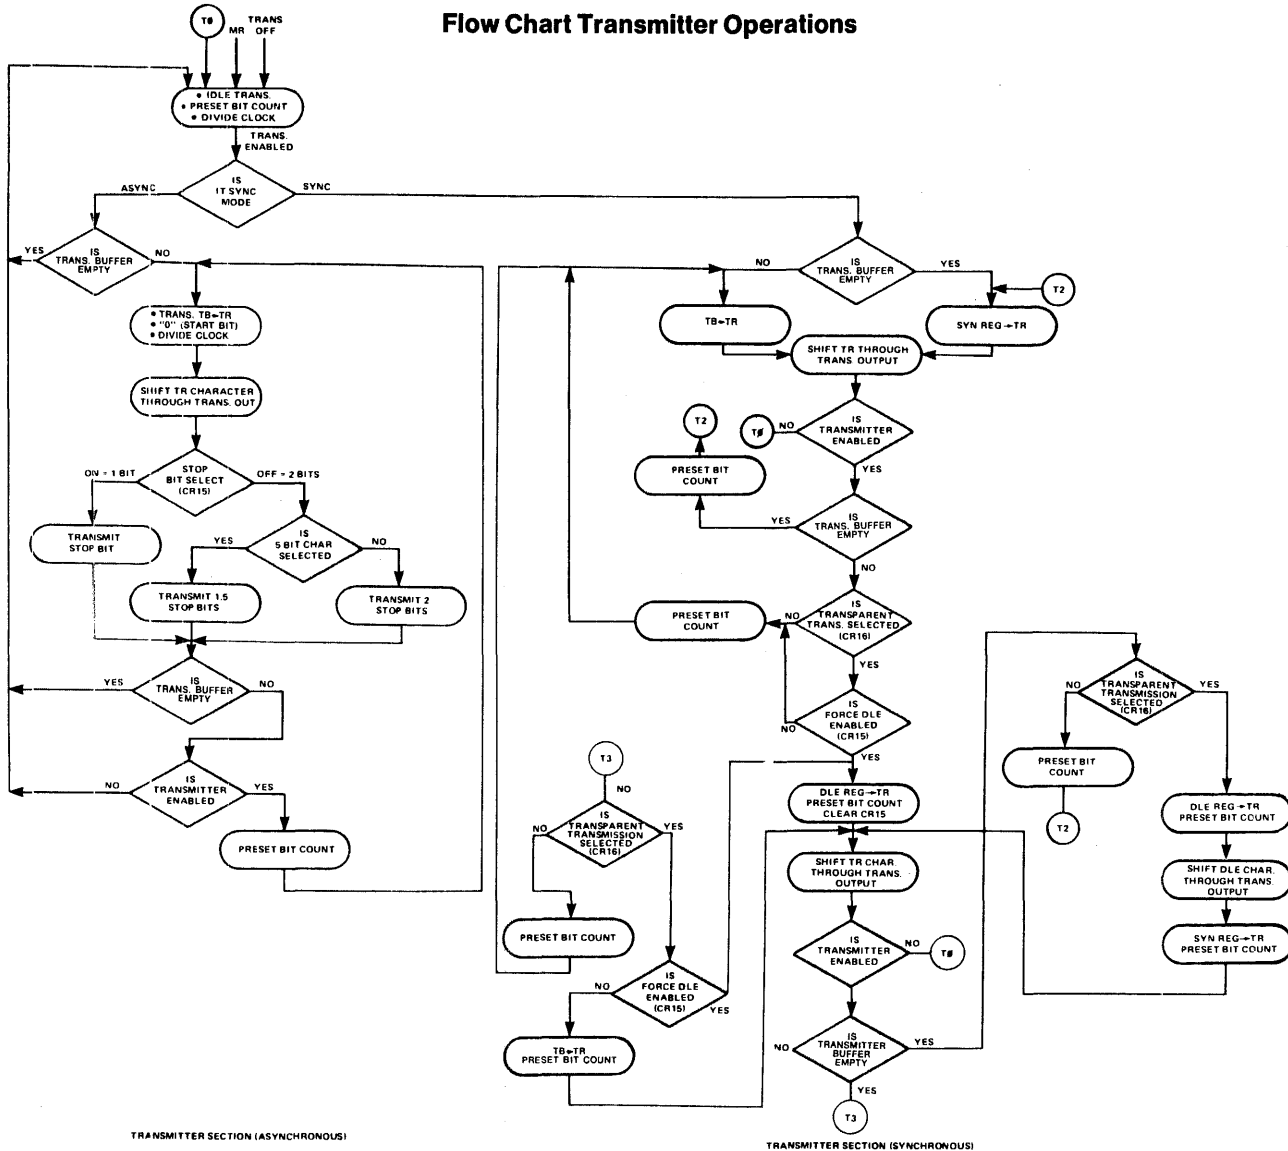 Flow Chart Transmitter Operations
TØ
MR
TRANS
OFF
• IDLE TRANS.
• PRESET BIT COUNT
• DIVIDE CLOCK
TRANS.
ENABLED
IS
IT SYNC
MODE
ASYNC
SYNC
IS
TRANS. BUFFER
EMPTY
YES
NO
• TRANS. TB←TR
• "0" (START BIT)
• DIVIDE CLOCK
SHIFT TR CHARACTER
THROUGH TRANS. OUT
STOP
BIT SELECT
(CR15)
ON = 1 BIT
OFF = 2 BITS
TRANSMIT
STOP BIT
IS
5 BIT CHAR
SELECTED
YES
NO
TRANSMIT 1.5
STOP BITS
TRANSMIT 2
STOP BITS
IS
TRANS. BUFFER
EMPTY
YES
NO
IS
TRANSMITTER
ENABLED
NO
YES
PRESET BIT COUNT
TRANSMITTER SECTION (ASYNCHRONOUS)
IS
TRANS. BUFFER
EMPTY
NO
YES
T2
TB←TR
SYN REG→TR
SHIFT TR THROUGH
TRANS. OUTPUT
IS
TRANSMITTER
ENABLED
NO
TØ
T2
YES
PRESET BIT
COUNT
IS
TRANS. BUFFER
EMPTY
YES
NO
IS
TRANSPARENT
TRANS. SELECTED
(CR16)
NO
PRESET BIT
COUNT
YES
IS
FORCE DLE
ENABLED
(CR15)
NO
YES
DLE REG→TR
PRESET BIT COUNT
CLEAR CR15
SHIFT TR CHAR.
THROUGH TRANS.
OUTPUT
IS
TRANSMITTER
ENABLED
NO
TØ
IS
TRANSMITTER
BUFFER
EMPTY
NO
YES
YES
T3
T3
NO
IS
TRANSPARENT
TRANSMISSION
SELECTED
(CR16)
NO
YES
PRESET BIT COUNT
IS
FORCE DLE
ENABLED
(CR15)
NO
YES
TB←TR
PRESET BIT COUNT
IS
TRANSPARENT
TRANSMISSION
SELECTED
(CR16)
NO
YES
PRESET BIT
COUNT
T2
DLE REG→TR
PRESET BIT COUNT
SHIFT DLE CHAR.
THROUGH TRANS.
OUTPUT
SYN REG→TR
PRESET BIT COUNT
TRANSMITTER SECTION (SYNCHRONOUS)